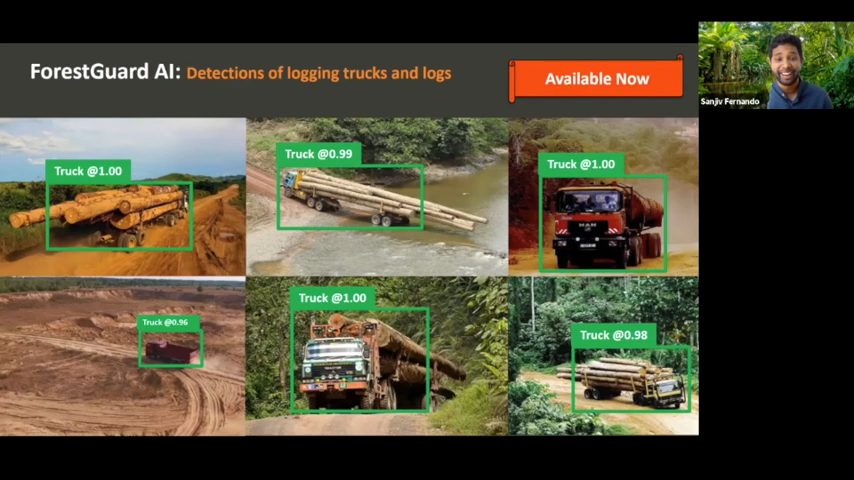 ForestGuard AI: Detections of logging trucks and logs
Available Now
Sanjiv Fernando
Truck @1.00
Truck @0.99
Truck @1.00
MAN
Truck @0.96
Truck @1.00
Truck @0.98